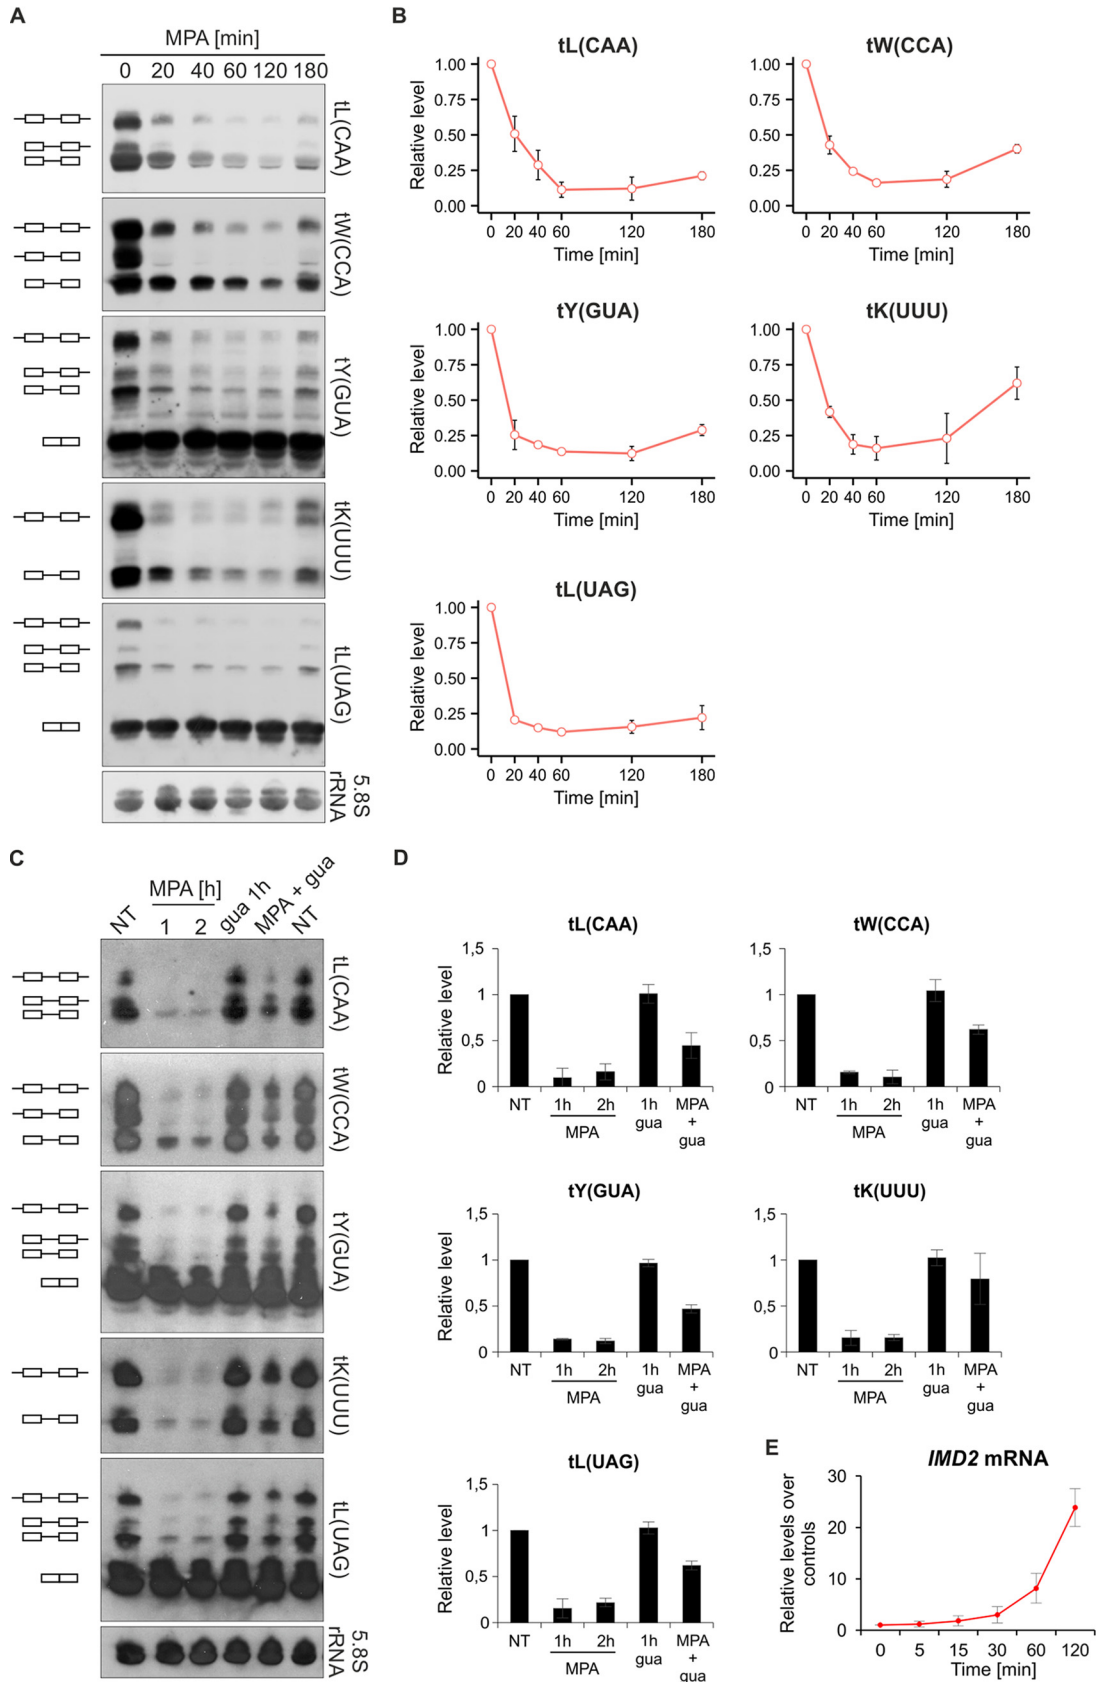 A
MPA [min]
0 20 40 60 120 180
tL(CAA)
tW(CCA)
tY(GUA)
tK(UUU)
tL(UAG)
5.8S
rRNA
B
tL(CAA)
Relative level
1.00
0.75
0.50
0.25
0.00
0 20 40 60 120 180
Time [min]
tW(CCA)
1.00
0.75
0.50
0.25
0.00
0 20 40 60 120 180
Time [min]
tY(GUA)
Relative level
1.00
0.75
0.50
0.25
0.00
0 20 40 60 120 180
Time [min]
tK(UUU)
1.00
0.75
0.50
0.25
0.00
0 20 40 60 120 180
Time [min]
tL(UAG)
Relative level
1.00
0.75
0.50
0.25
0.00
0 20 40 60 120 180
Time [min]
C
NT
MPA [h]
1 2
gua 1h
MPA + gua
NT
tL(CAA)
tW(CCA)
tY(GUA)
tK(UUU)
tL(UAG)
5.8S
rRNA
D
tL(CAA)
Relative level
1,5
1
0,5
0
NT 1h 2h 1h MPA
MPA gua +
gua
tW(CCA)
1,5
1
0,5
0
NT 1h 2h 1h MPA
MPA gua +
gua
tY(GUA)
Relative level
1,5
1
0,5
0
NT 1h 2h 1h MPA
MPA gua +
gua
tK(UUU)
1,5
1
0,5
0
NT 1h 2h 1h MPA
MPA gua +
gua
tL(UAG)
Relative level
1,5
1
0,5
0
NT 1h 2h 1h MPA
MPA gua +
gua
E
IMD2 mRNA
Relative levels over
controls
30
20
10
0
0 5 15 30 60 120
Time [min]